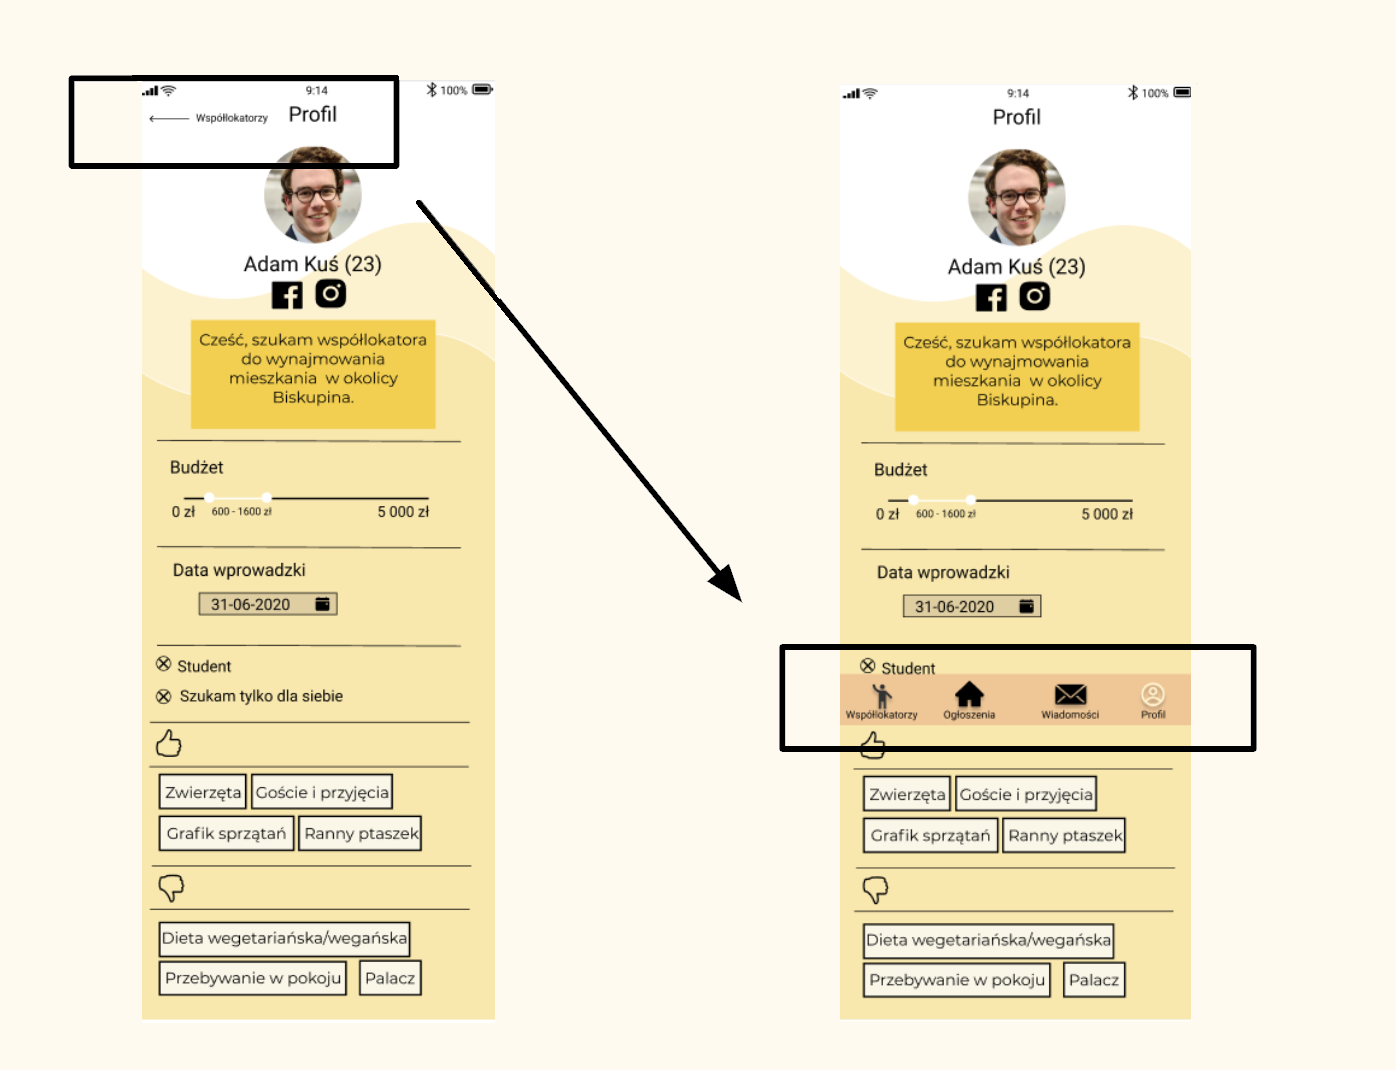 9:14
100%
Współlokatorzy
Profil
Adam Kuś (23)
Cześć, szukam współlokatora
do wynajmowania
mieszkania w okolicy
Biskupina.
Budżet
0 zł 600 - 1600 zł 5 000 zł
Data wprowadzki
31-06-2020
Student
Szukam tylko dla siebie
Zwierzęta Goście i przyjęcia
Grafik sprzątań Ranny ptaszek
Dieta wegetariańska/wegańska
Przebywanie w pokoju Palacz
9:14
100%
Profil
Adam Kuś (23)
Cześć, szukam współlokatora
do wynajmowania
mieszkania w okolicy
Biskupina.
Budżet
0 zł 600 - 1600 zł 5 000 zł
Data wprowadzki
31-06-2020
Student
Współlokatorzy Ogłoszenia Wiadomości Profil
Zwierzęta Goście i przyjęcia
Grafik sprzątań Ranny ptaszek
Dieta wegetariańska/wegańska
Przebywanie w pokoju Palacz